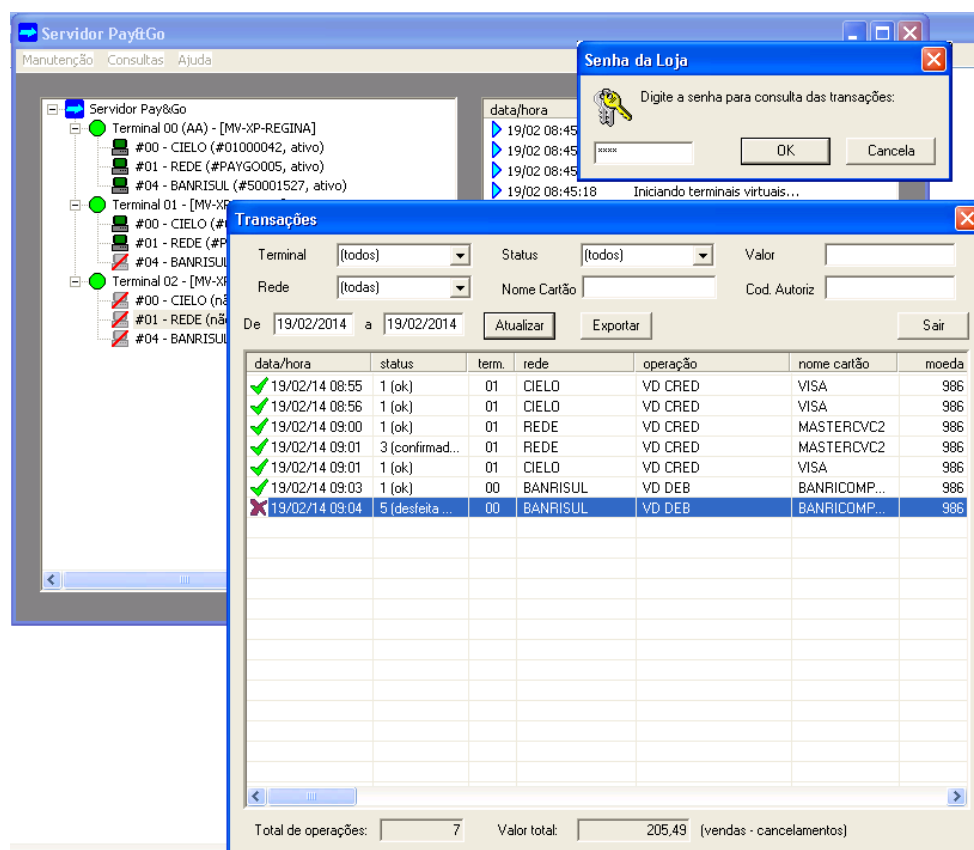 Servidor Pay&Go
Manutenção Consultas Ajuda
Senha da Loja
Digite a senha para consulta das transações:
xxxx
OK Cancela
Servidor Pay&Go
Terminal 00 (AA) - [MV-XP-REGINA]
#00 - CIELO (#01000042, ativo)
#01 - REDE (#PAYGO005, ativo)
#04 - BANRISUL (#50001527, ativo)
Terminal 01 - [MV-XP
#00 - CIELO
#01 - REDE (#P
#04 - BANRISUL
Terminal 02 - [MV-XP
#00 - CIELO (nã
#01 - REDE (nã
#04 - BANRISUL
data/hora
19/02 08:45
19/02 08:45
19/02 08:45
19/02 08:45:18 Iniciando terminais virtuais...
Transações
Terminal (todos) Status (todos) Valor
Rede (todas) Nome Cartão Cod. Autoriz
De 19/02/2014 a 19/02/2014 Atualizar Exportar Sair
data/hora status term. rede operação nome cartão moeda
19/02/14 08:55 1 (ok) 01 CIELO VD CRED VISA 986
19/02/14 08:56 1 (ok) 01 CIELO VD CRED VISA 986
19/02/14 09:00 1 (ok) 01 REDE VD CRED MASTERCVC2 986
19/02/14 09:01 3 (confirmad... 01 REDE VD CRED MASTERCVC2 986
19/02/14 09:01 1 (ok) 01 CIELO VD CRED VISA 986
19/02/14 09:03 1 (ok) 00 BANRISUL VD DEB BANRICOMP... 986
19/02/14 09:04 5 (desfeita ... 00 BANRISUL VD DEB BANRICOMP... 986
Total de operações: 7 Valor total: 205,49 (vendas - cancelamentos)